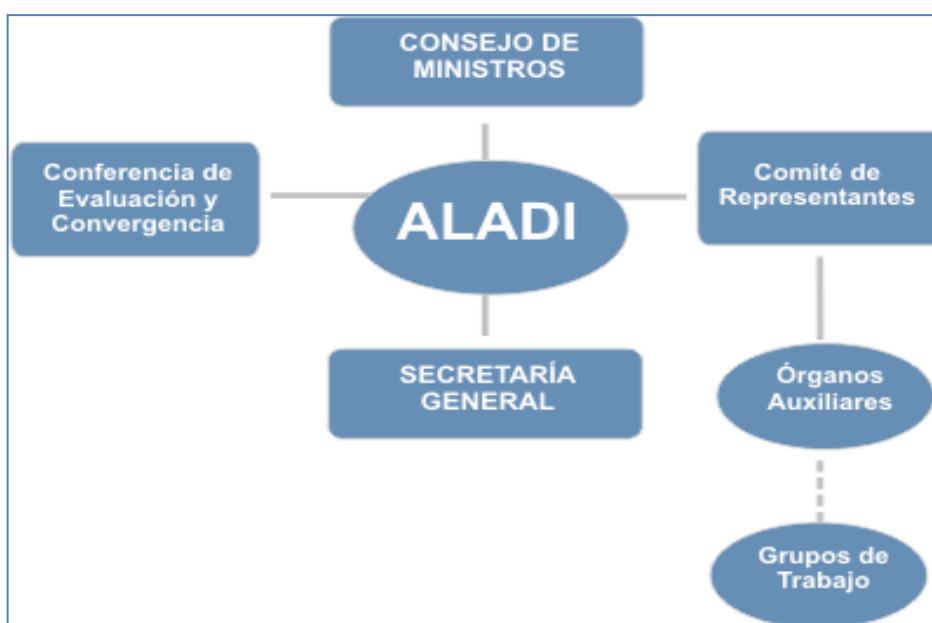 CONSEJO DE
MINISTROS
Conferencia de
Evaluación y
Convergencia
ALADI
Comité de
Representantes
SECRETARÍA
GENERAL
Órganos
Auxiliares
Grupos de
Trabajo